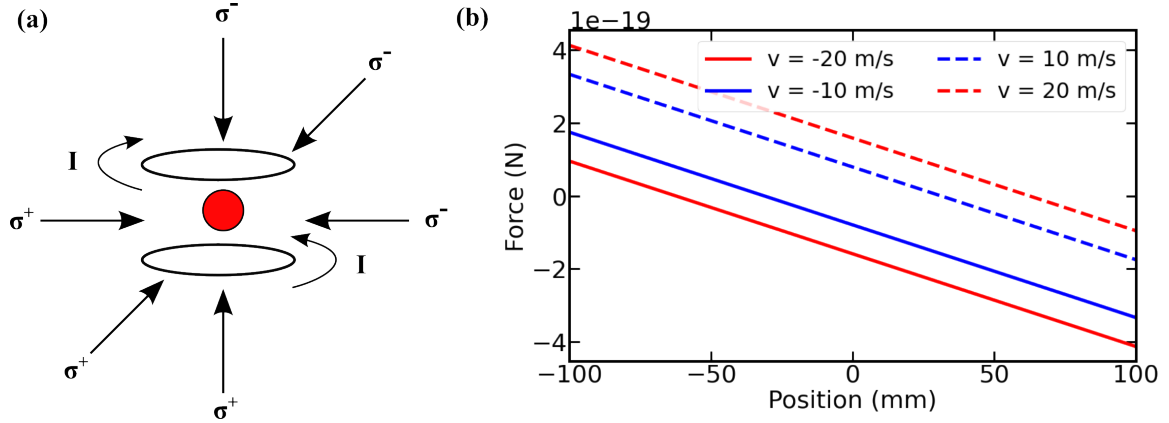 (a)
σ⁻
σ⁻
I
σ⁺
σ⁻
I
σ⁺
σ⁺
(b)
1e−19
v = -20 m/s
v = -10 m/s
v = 10 m/s
v = 20 m/s
4
2
0
−2
−4
Force (N)
−100
−50
0
50
100
Position (mm)